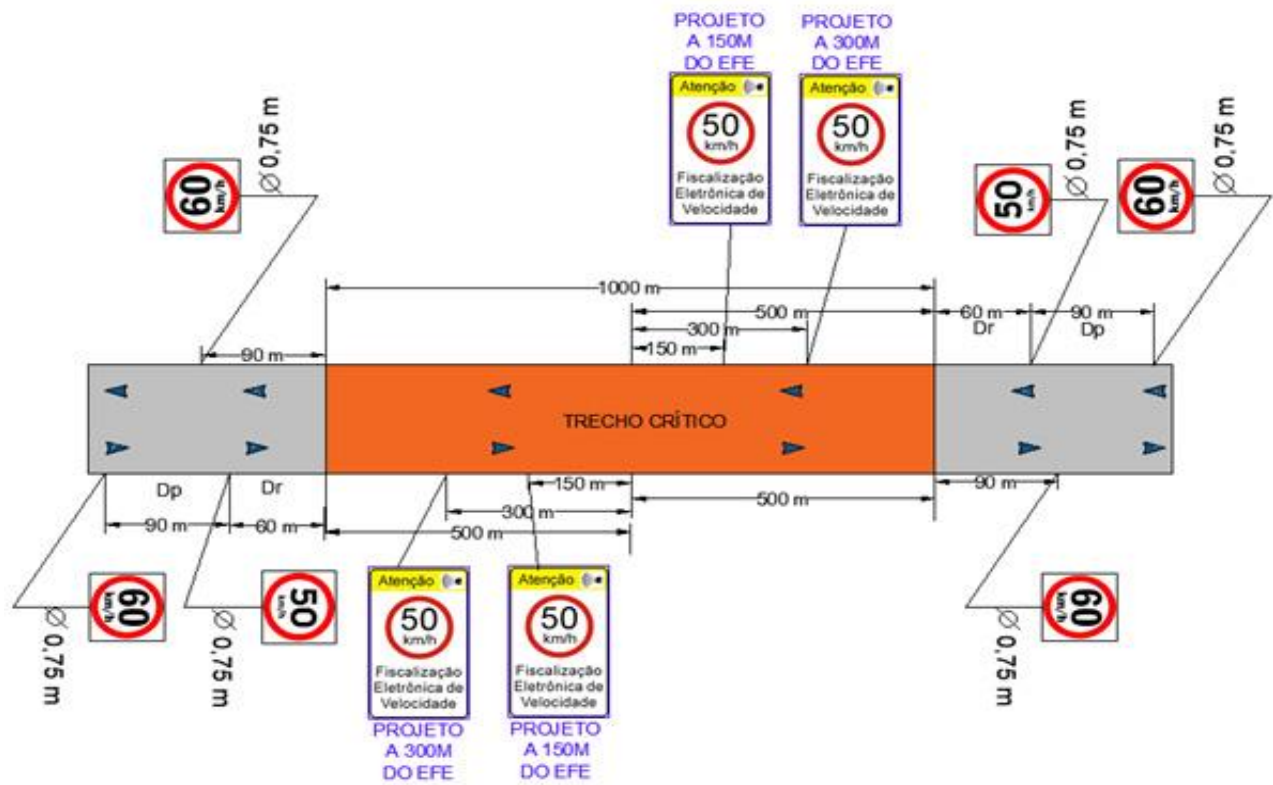 PROJETO
A 150M
DO EFE
PROJETO
A 300M
DO EFE
Atenção
50
km/h
Fiscalização
Eletrônica de
Velocidade
Atenção
50
km/h
Fiscalização
Eletrônica de
Velocidade
60
km/h
Ø 0,75 m
50
km/h
Ø 0,75 m
60
km/h
Ø 0,75 m
1000 m
500 m
300 m
150 m
60 m
Dr
90 m
Dp
90 m
TRECHO CRÍTICO
Dp
90 m
Dr
60 m
150 m
300 m
500 m
500 m
90 m
60
km/h
Ø 0,75 m
50
km/h
Ø 0,75 m
Atenção
50
km/h
Fiscalização
Eletrônica de
Velocidade
PROJETO
A 300M
DO EFE
Atenção
50
km/h
Fiscalização
Eletrônica de
Velocidade
PROJETO
A 150M
DO EFE
Ø 0,75 m
60
km/h